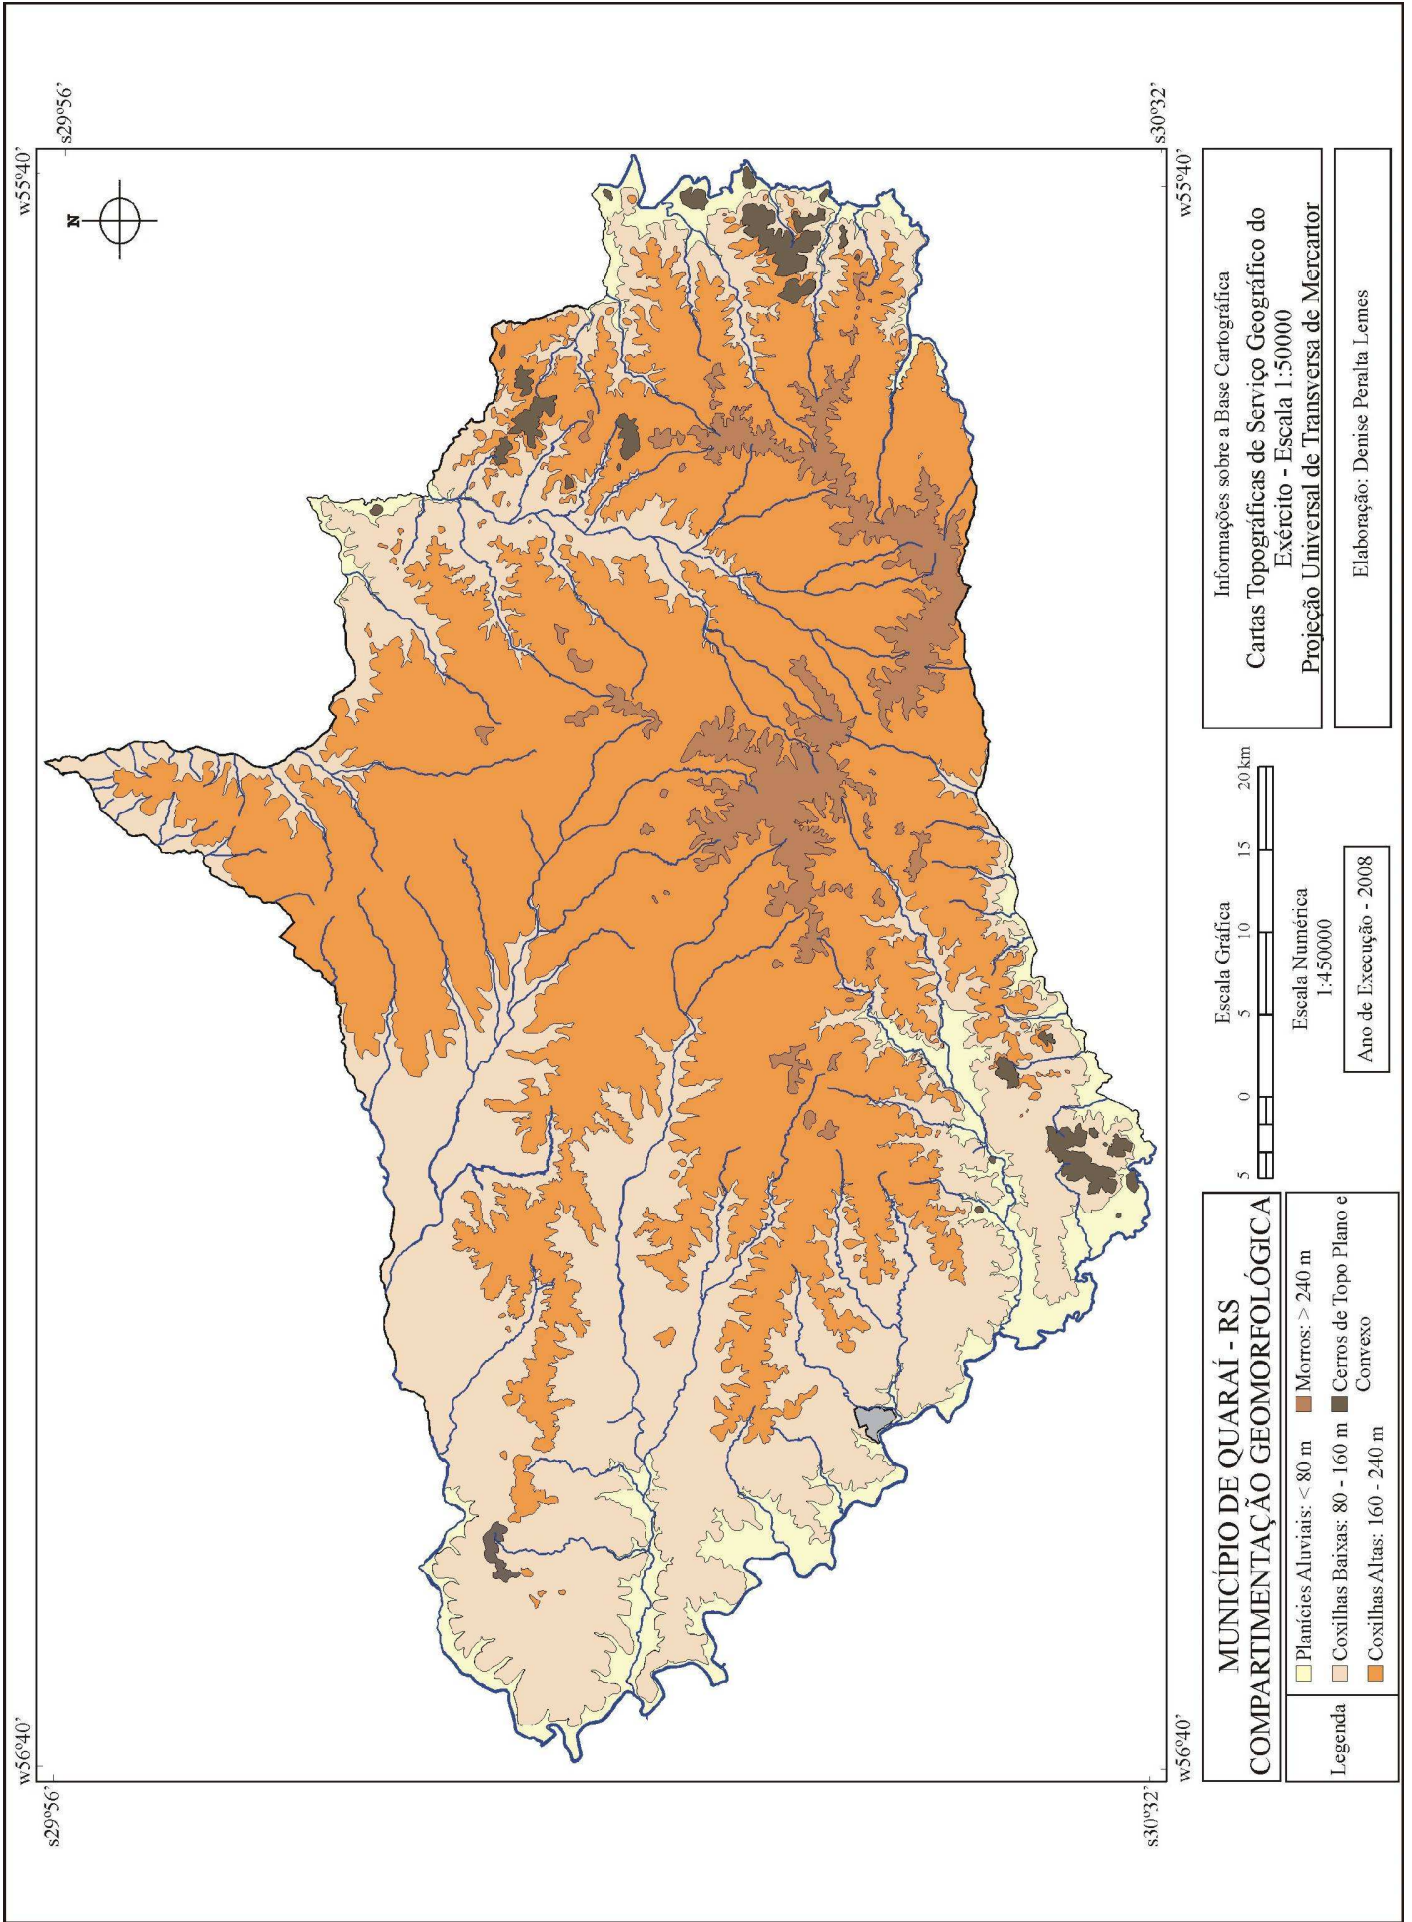 w56º40'
w55º40'
s29º56'
s29º56'
N
s30º32'
s30º32'
w56º40'
w55º40'
MUNICÍPIO DE QUARAÍ - RS
COMPARTIMENTAÇÃO GEOMORFOLÓGICA
Legenda
Planícies Aluviais: < 80 m
Coxilhas Baixas: 80 - 160 m
Coxilhas Altas: 160 - 240 m
Morros: > 240 m
Cerros de Topo Plano e
Convexo
Escala Gráfica
5 0 5 10 15 20 km
Escala Numérica
1:450000
Ano de Execução - 2008
Informações sobre a Base Cartográfica
Cartas Topográficas de Serviço Geográfico do
Exército - Escala 1:50000
Projecção Universal de Transversa de Mercartor
Elaboração: Denise Peralta Lemes